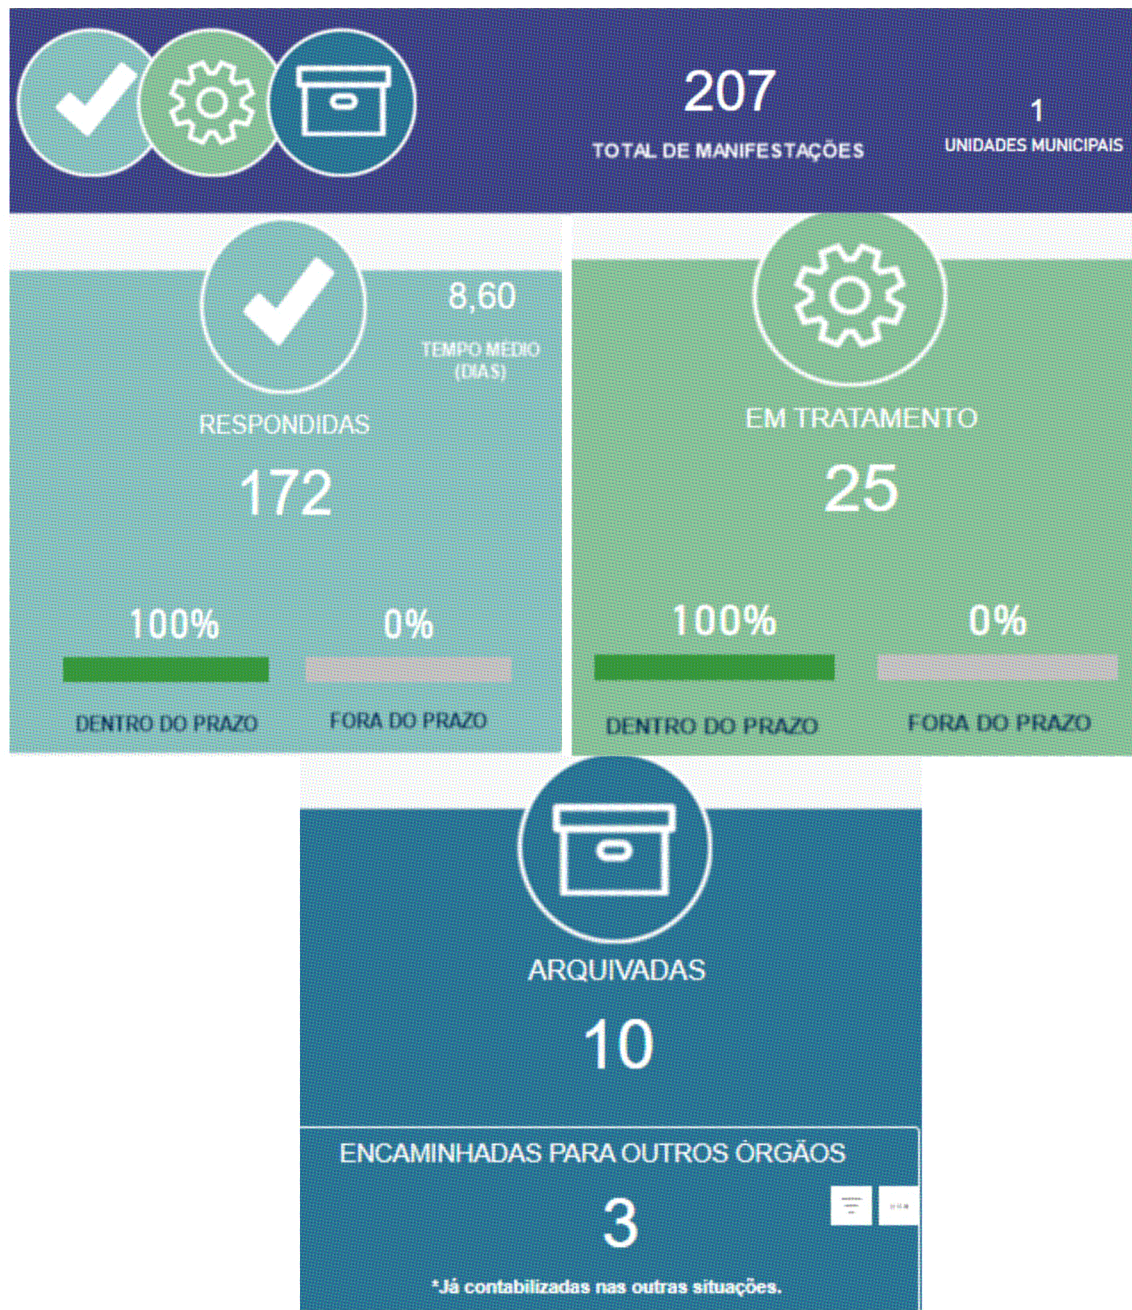 207
TOTAL DE MANIFESTAÇÕES
1
UNIDADES MUNICIPAIS
8,60
TEMPO MÉDIO
(DIAS)
RESPONDIDAS
172
100%
0%
DENTRO DO PRAZO
FORA DO PRAZO
EM TRATAMENTO
25
100%
0%
DENTRO DO PRAZO
FORA DO PRAZO
ARQUIVADAS
10
ENCAMINHADAS PARA OUTROS ÓRGÃOS
3
*Já contabilizadas nas outras situações.